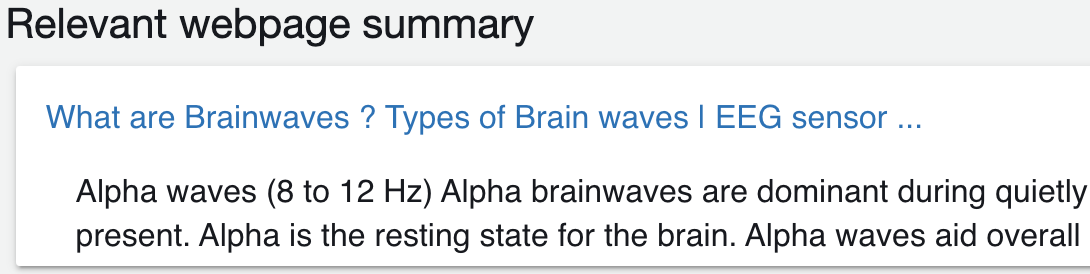 Relevant webpage summary
What are Brainwaves ? Types of Brain waves | EEG sensor ...
Alpha waves (8 to 12 Hz) Alpha brainwaves are dominant during quietly
present. Alpha is the resting state for the brain. Alpha waves aid overall